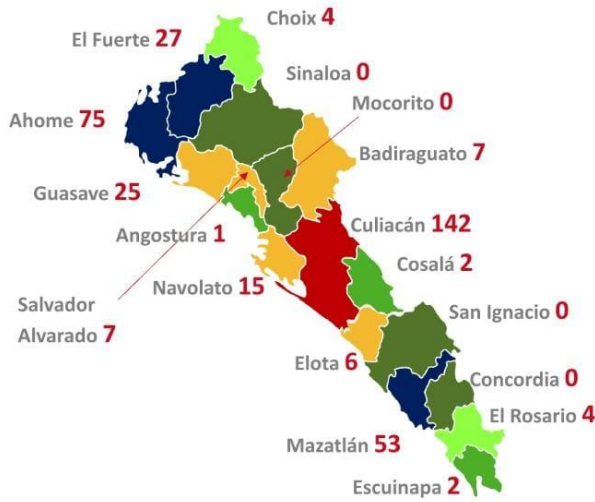 Choix 4
El Fuerte 27
Sinaloa 0
Mocorito 0
Ahome 75
Badiraguato 7
Guasave 25
Culiacán 142
Angostura 1
Cosalá 2
Navolato 15
Salvador
Alvarado 7
San Ignacio 0
Elota 6
Concordia 0
El Rosario 4
Mazatlán 53
Escuinapa 2